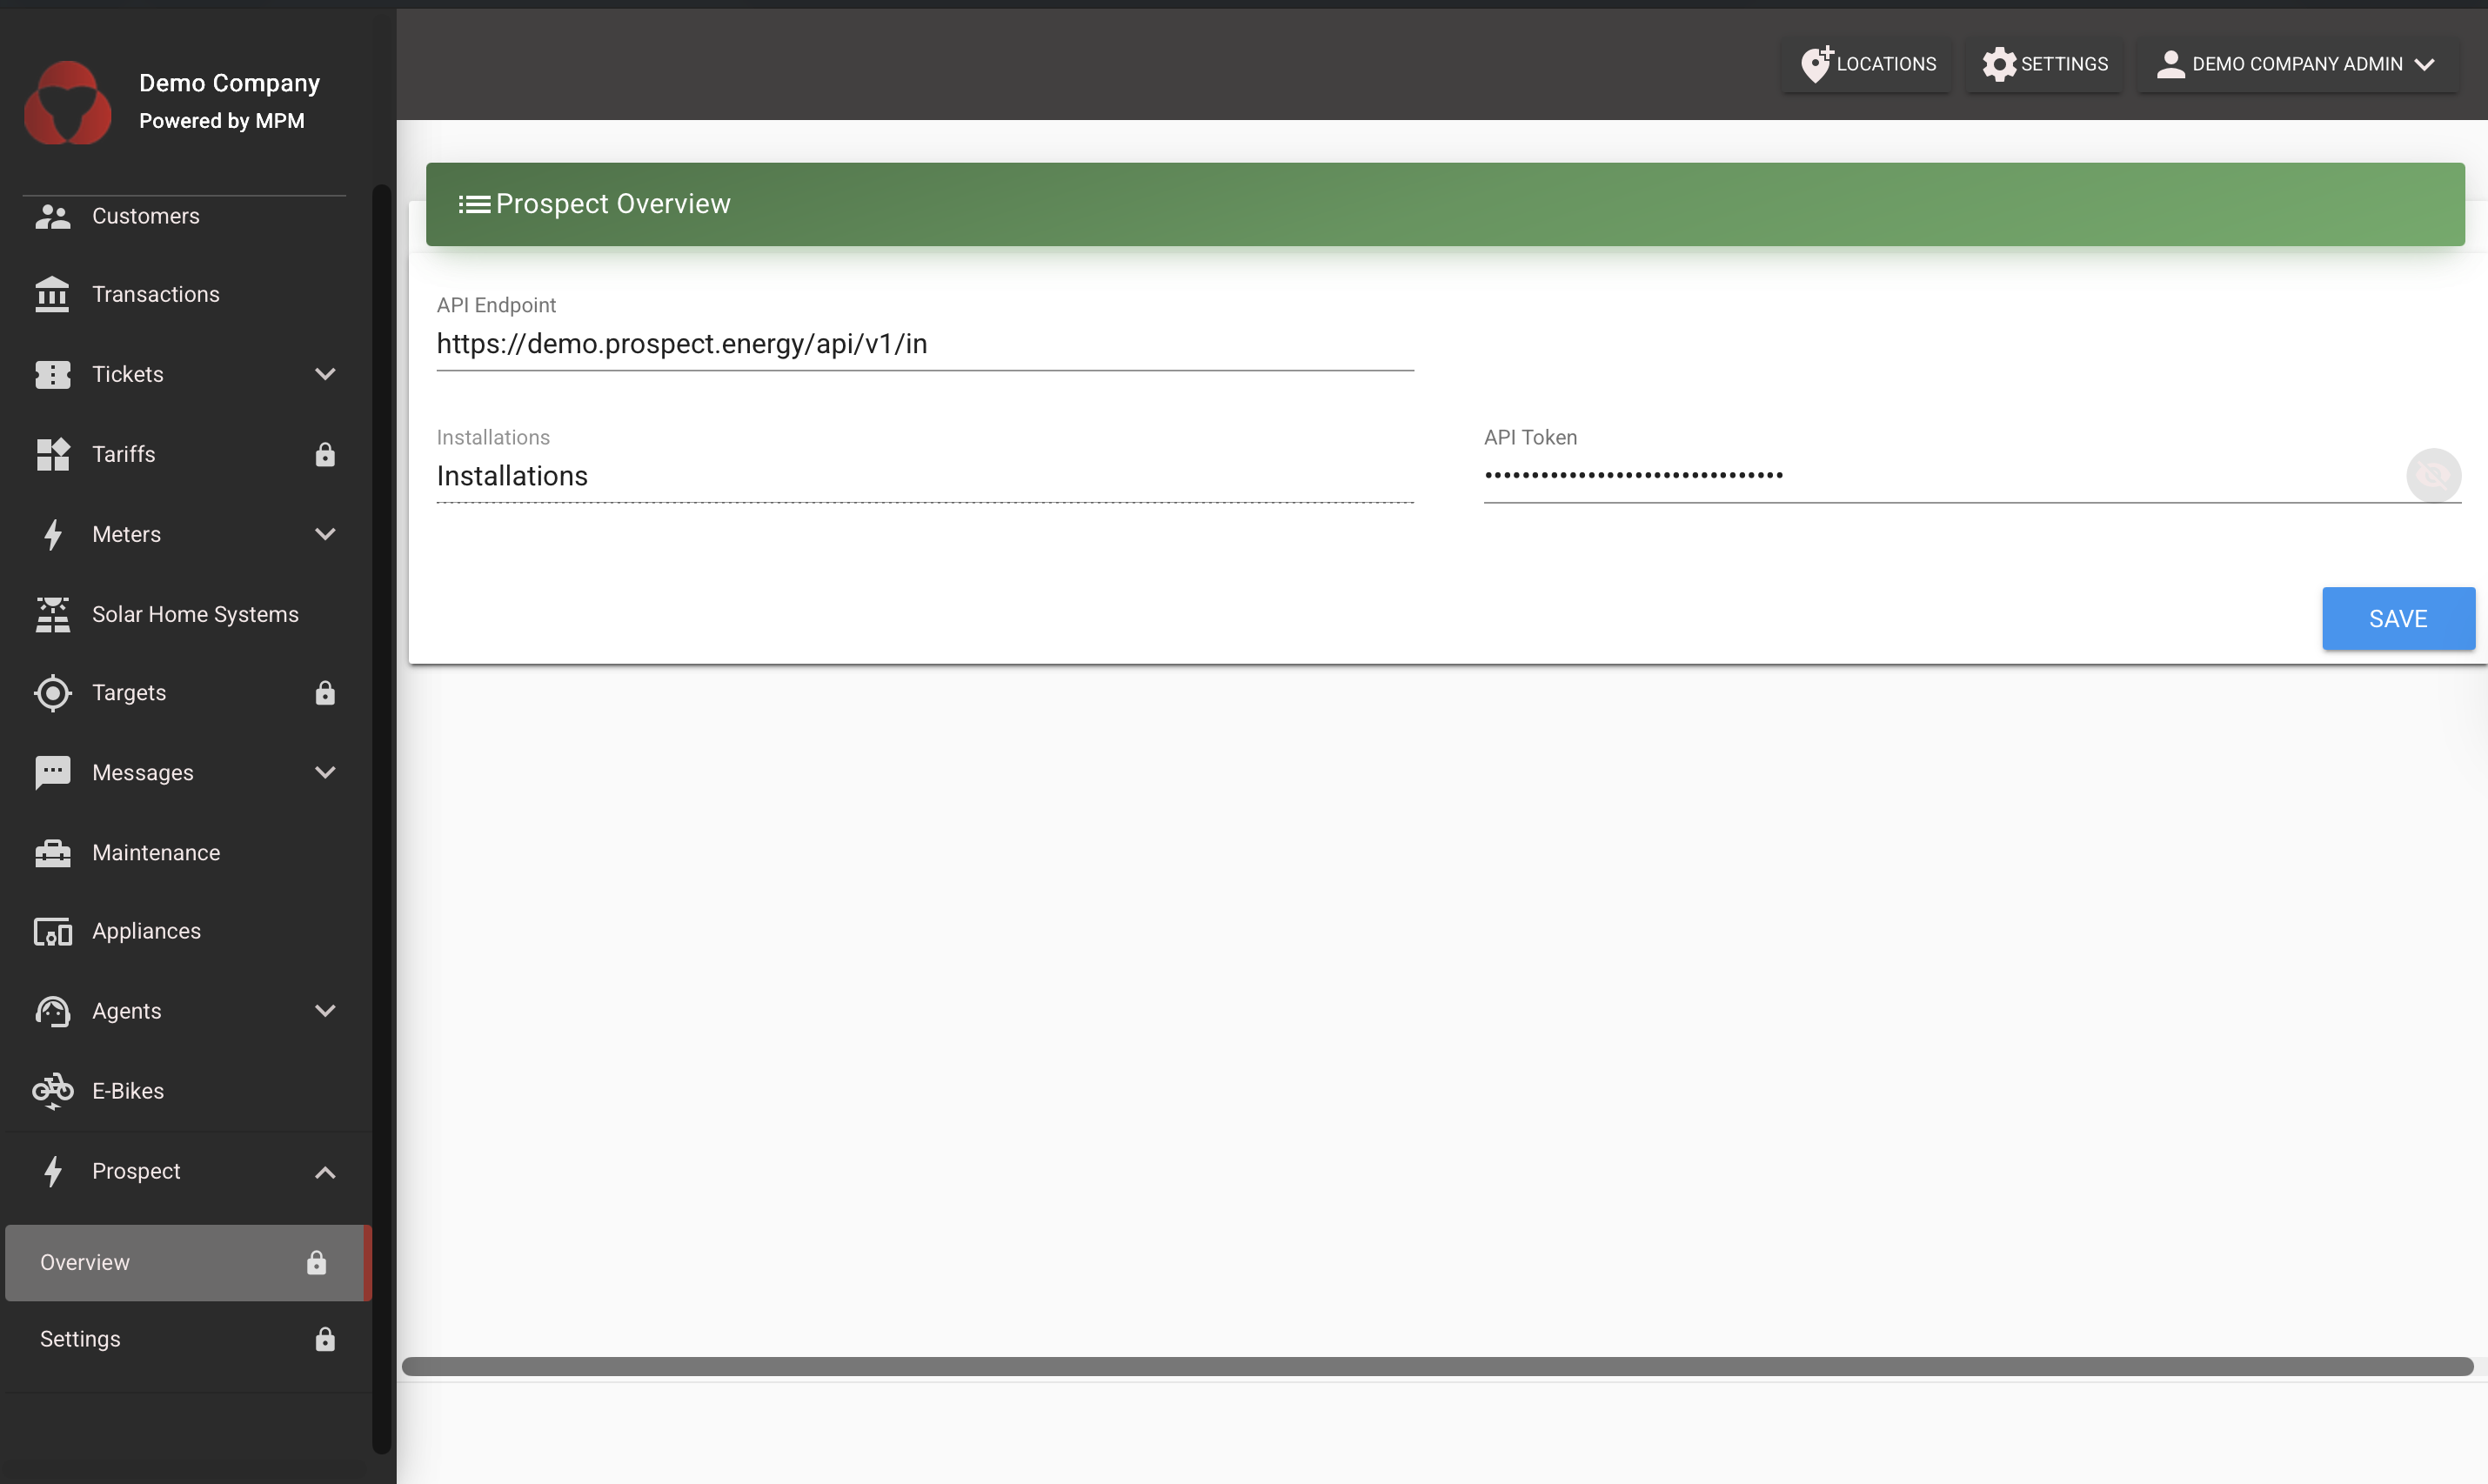 Demo Company
Powered by MPM
LOCATIONS
SETTINGS
DEMO COMPANY ADMIN
Customers
Transactions
Tickets
Tariffs
Meters
Solar Home Systems
Targets
Messages
Maintenance
Appliances
Agents
E-Bikes
Prospect
Overview
Settings
Prospect Overview
API Endpoint
https://demo.prospect.energy/api/v1/in
Installations
Installations
API Token
••••••••••••••••••••••••••••••••
SAVE